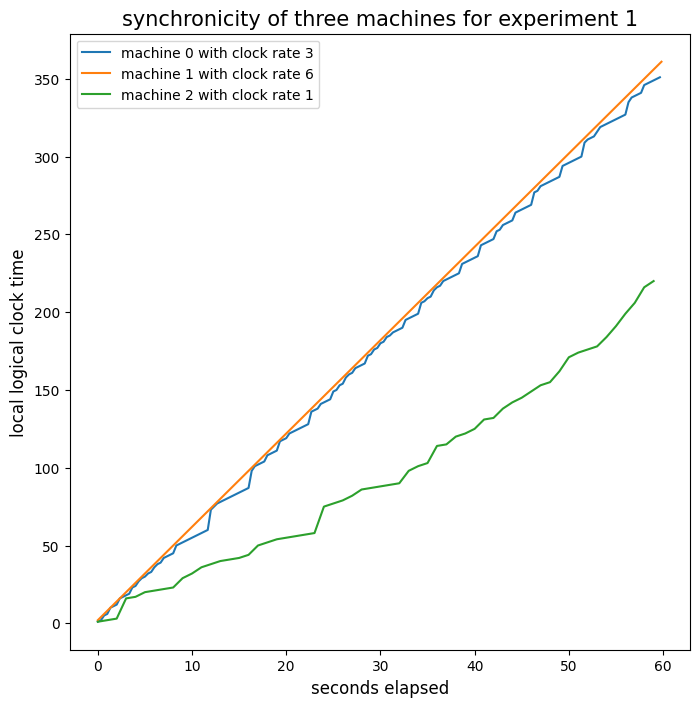 synchronicity of three machines for experiment 1
machine 0 with clock rate 3
machine 1 with clock rate 6
machine 2 with clock rate 1
local logical clock time
350
300
250
200
150
100
50
0
0 10 20 30 40 50 60
seconds elapsed